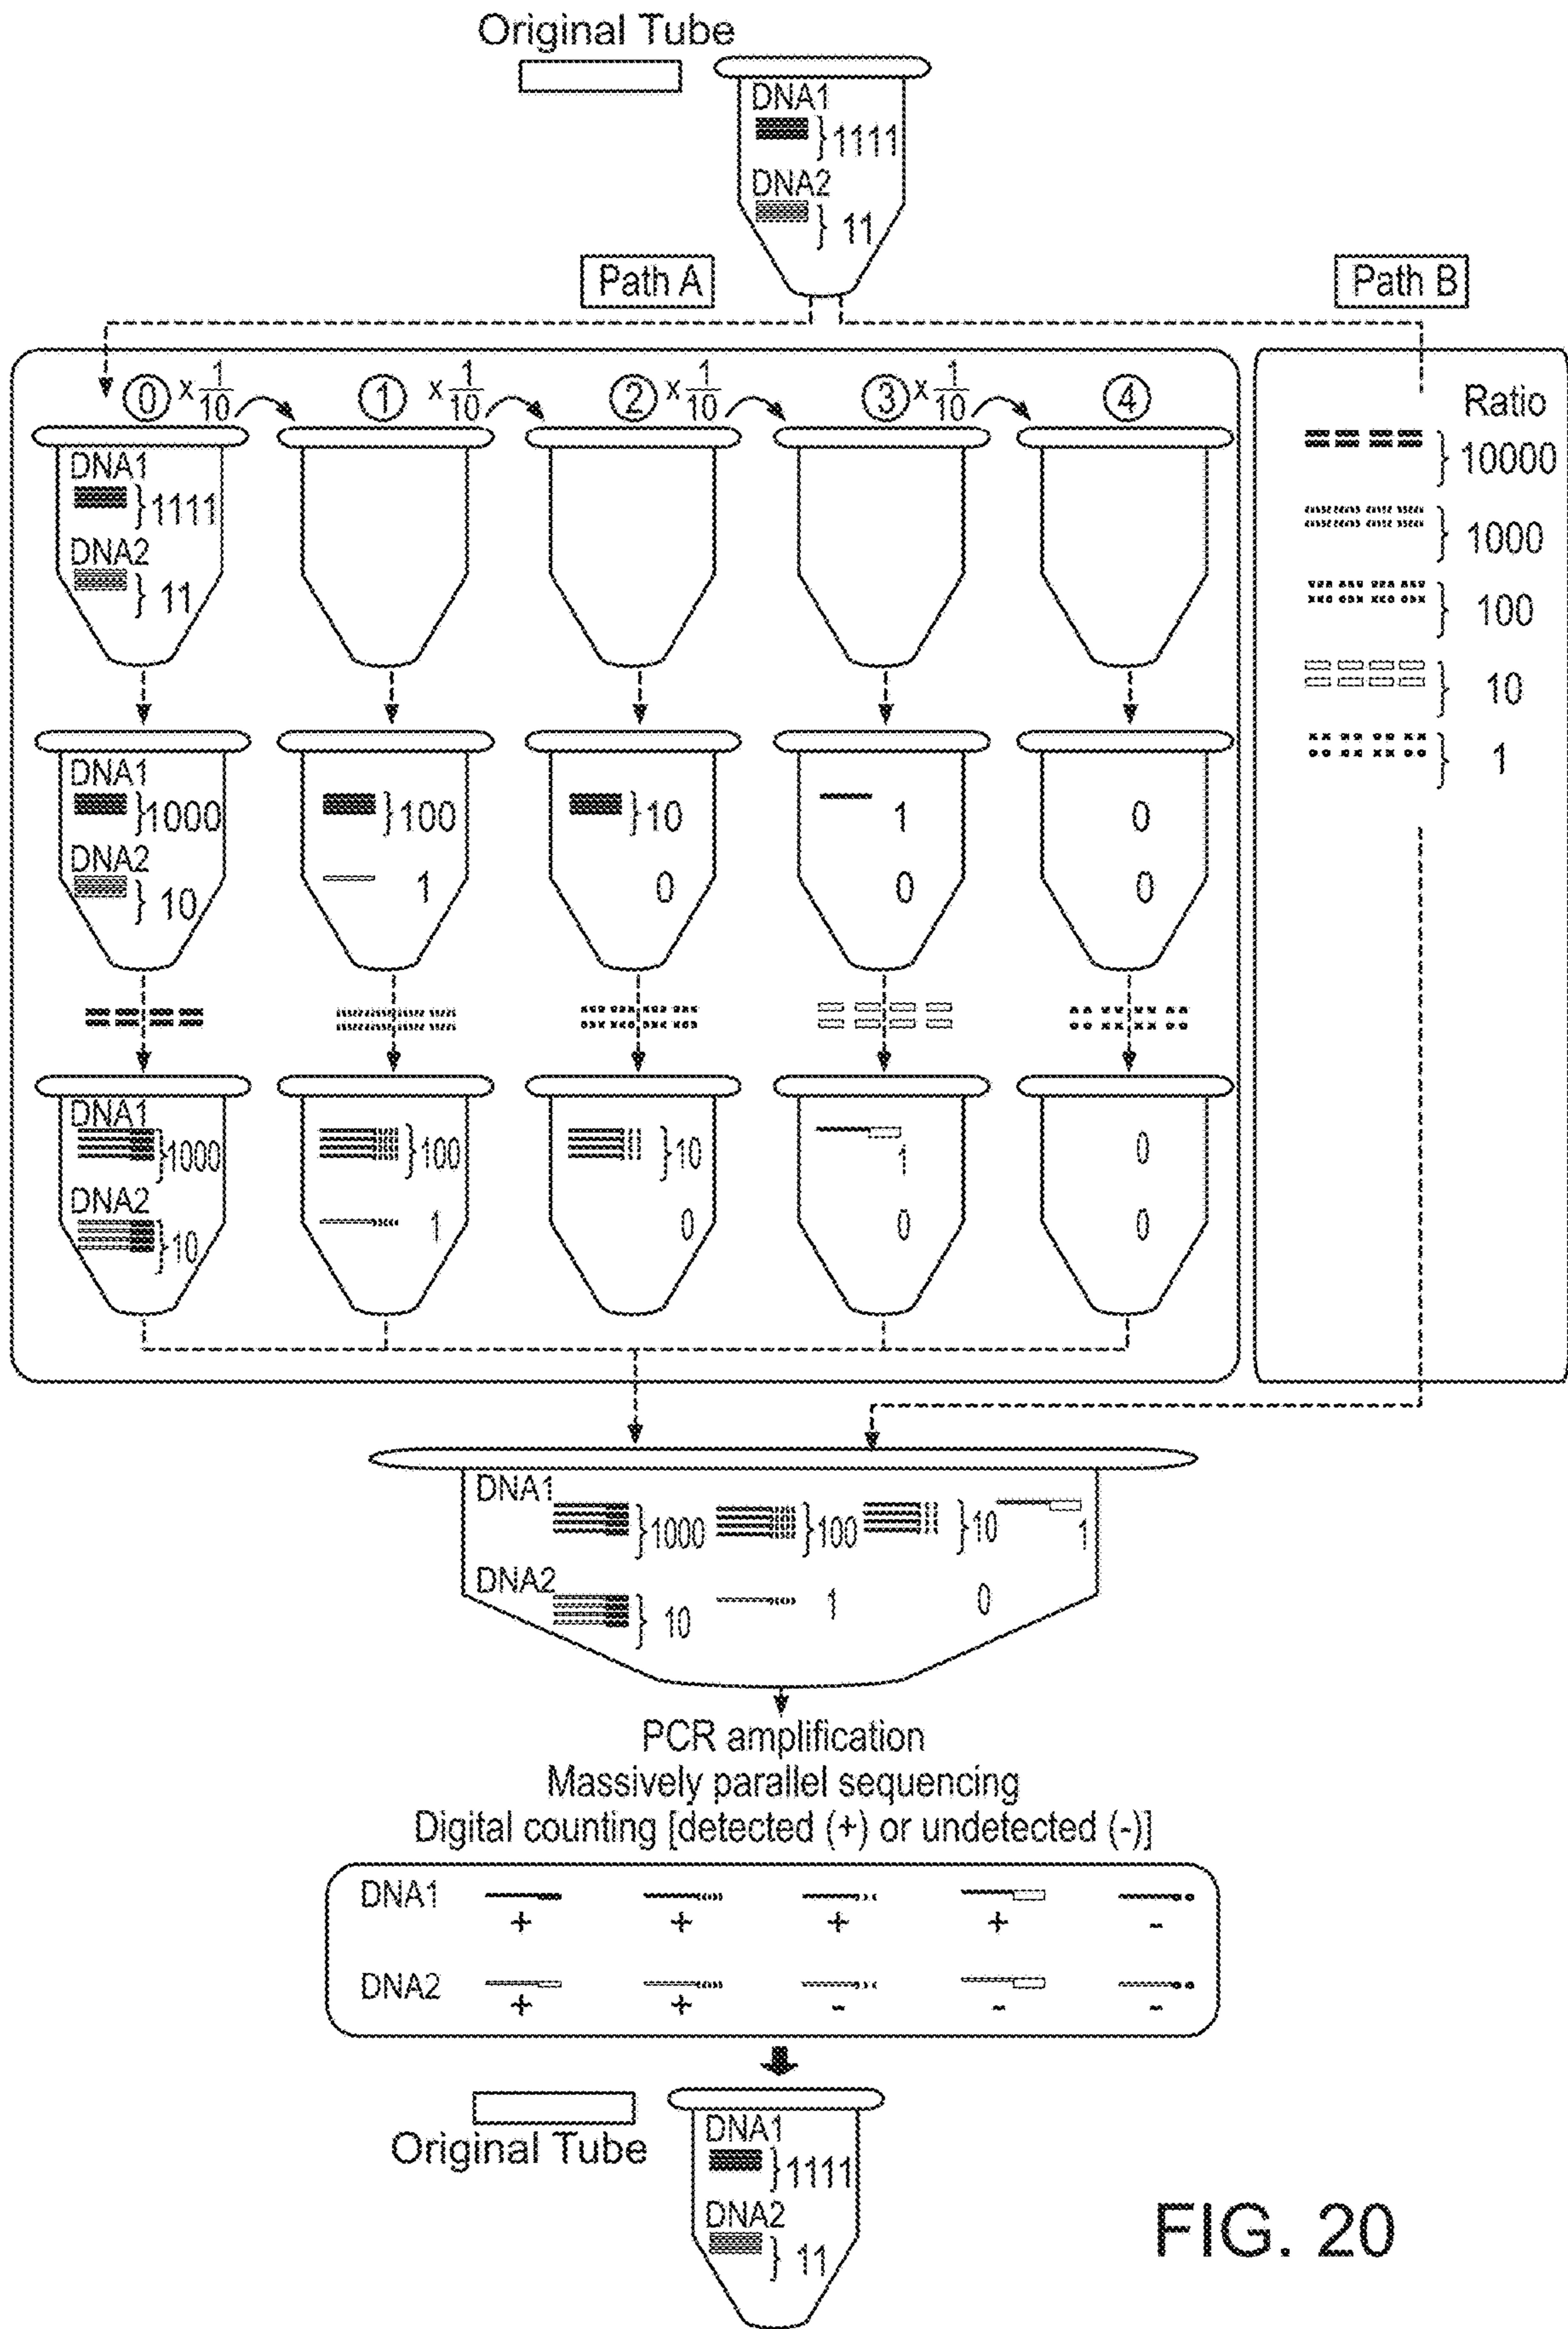 Original Tube
DNA1
1111
DNA2
11
Path A
Path B
0 x 1/10 1 x 1/10 2 x 1/10 3 x 1/10 4
Ratio
10000
1000
100
10
1
DNA1
1111
DNA2
11
DNA1
1000 100 10 1 0
DNA2
10 1 0 0 0
DNA1
1000 100 10 1 0
DNA2
10 1 0 0 0
DNA1
1000 100 10 1
DNA2
10 1 0
PCR amplification
Massively parallel sequencing
Digital counting [detected (+) or undetected (-)]
DNA1
+ + + + -
DNA2
+ + - - -
Original Tube
DNA1
1111
DNA2
11
FIG. 20